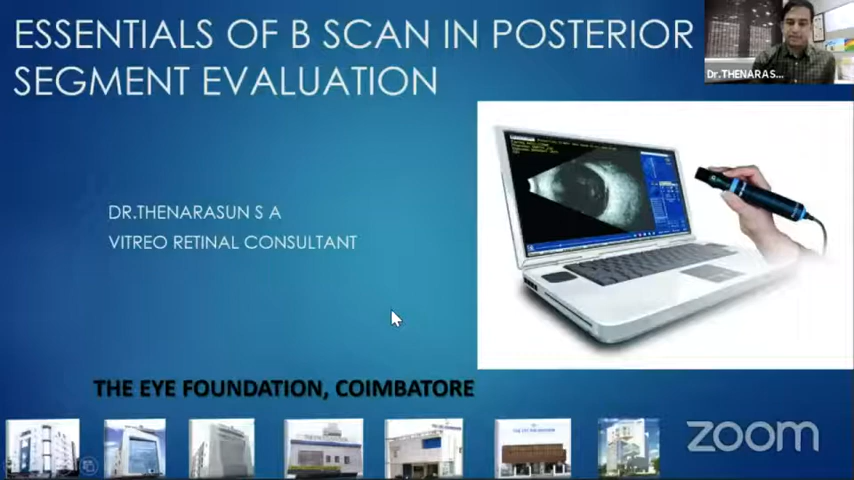 ESSENTIALS OF B SCAN IN POSTERIOR
SEGMENT EVALUATION
Dr.THENARAS...
DR.THENARASUN S A
VITREO RETINAL CONSULTANT
THE EYE FOUNDATION, COIMBATORE
zoom